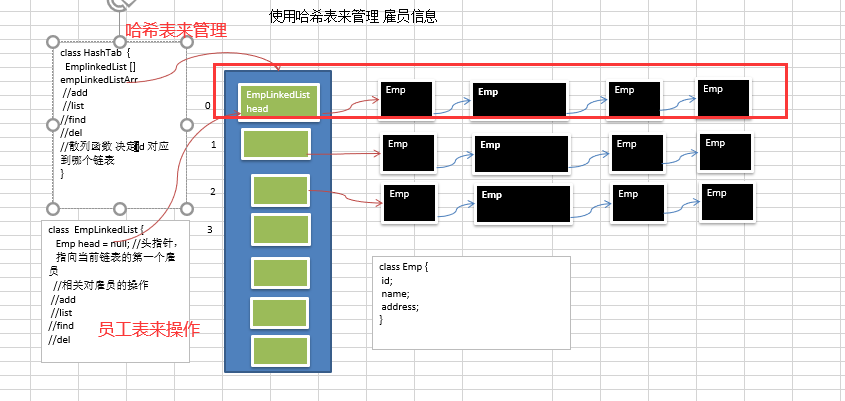 使用哈希表来管理 雇员信息
哈希表来管理
class HashTab {
EmplinkedList []
empLinkedListArr
//add
//list
//find
//del
//散列函数 决定id 对应
到哪个链表
}
class EmpLinkedList {
Emp head = null; //头指针，
指向当前链表的第一个雇
员
//相关对雇员的操作
//add
//list
//find
//del
员工表来操作
0
EmpLinkedList
head
Emp
Emp
Emp
Emp
1
Emp
Emp
Emp
Emp
2
Emp
Emp
Emp
Emp
3
class Emp {
id;
name;
address;
}